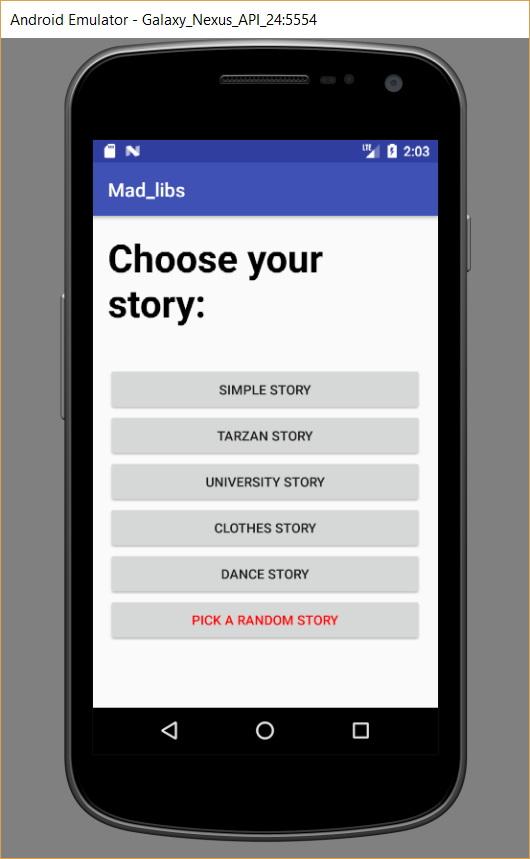 Android Emulator - Galaxy_Nexus_API_24:5554
LTE 2:03
Mad_libs
Choose your
story:
SIMPLE STORY
TARZAN STORY
UNIVERSITY STORY
CLOTHES STORY
DANCE STORY
PICK A RANDOM STORY